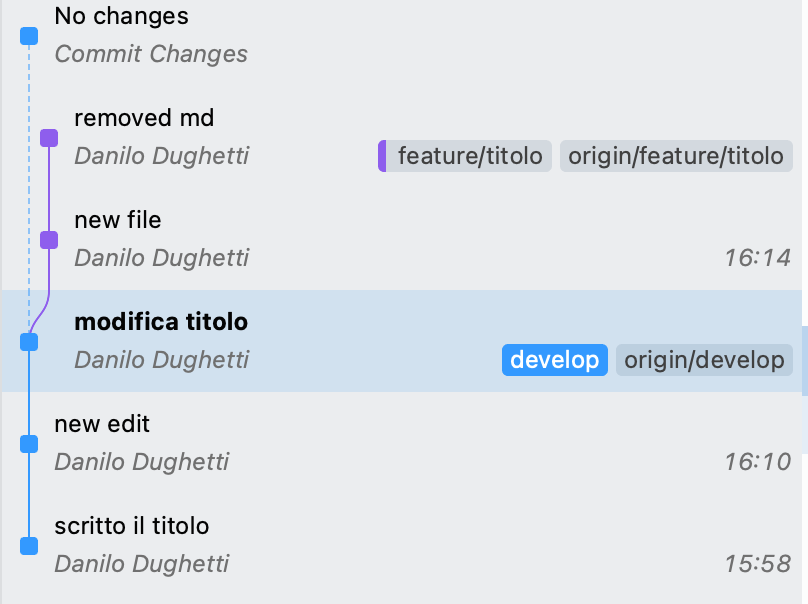 No changes
Commit Changes
removed md
Danilo Dughetti feature/titolo origin/feature/titolo
new file
Danilo Dughetti 16:14
modifica titolo
Danilo Dughetti develop origin/develop
new edit
Danilo Dughetti 16:10
scritto il titolo
Danilo Dughetti 15:58